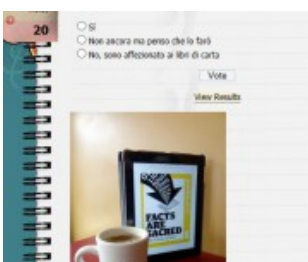 20
Sì
Non ancora ma penso che lo farò
No, sono affezionato ai libri di carta
Vote
View Results
FACTS
ARE
SACRED